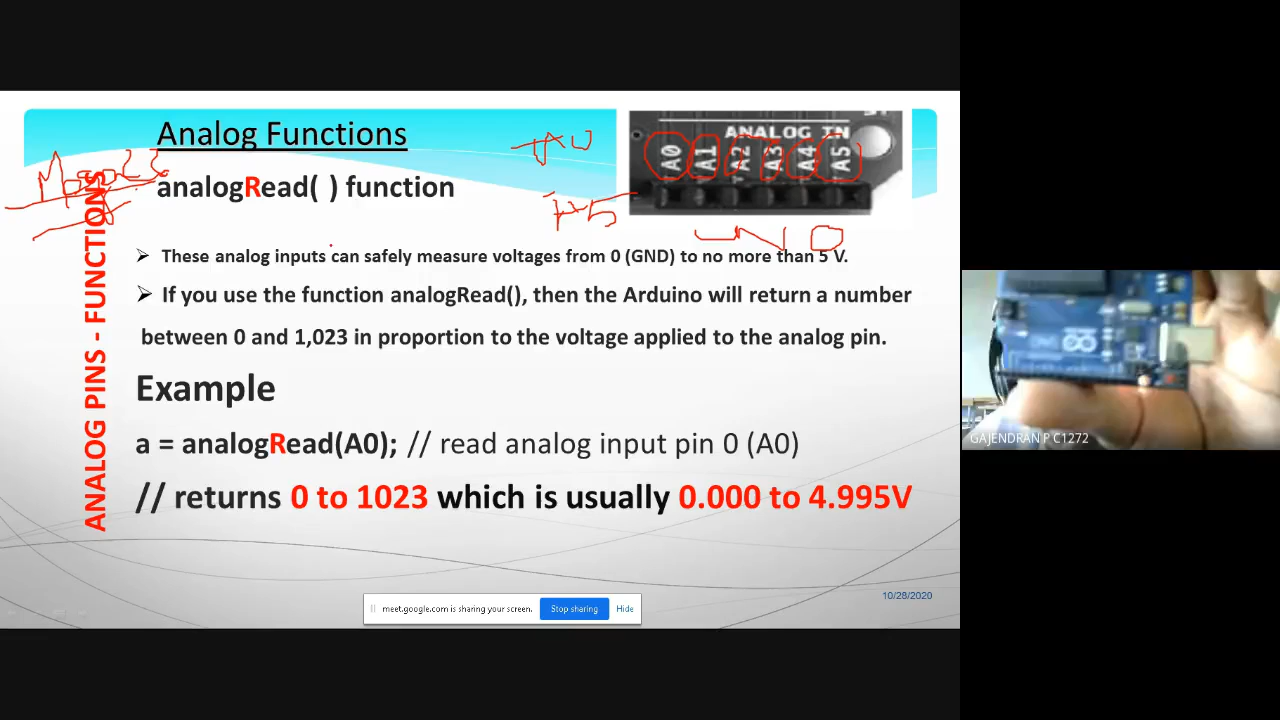 Analog Functions
analogRead( ) function
ANALOG IN
A0 A1 A2 A3 A4 A5
UNO
ANALOG PINS - FUNCTIONS
➢ These analog inputs can safely measure voltages from 0 (GND) to no more than 5 V.
➢ If you use the function analogRead(), then the Arduino will return a number
between 0 and 1,023 in proportion to the voltage applied to the analog pin.
Example
a = analogRead(A0); // read analog input pin 0 (A0)
// returns 0 to 1023 which is usually 0.000 to 4.995V
10/28/2020
meet.google.com is sharing your screen.
Stop sharing
Hide
GAJENDRAN P C1272